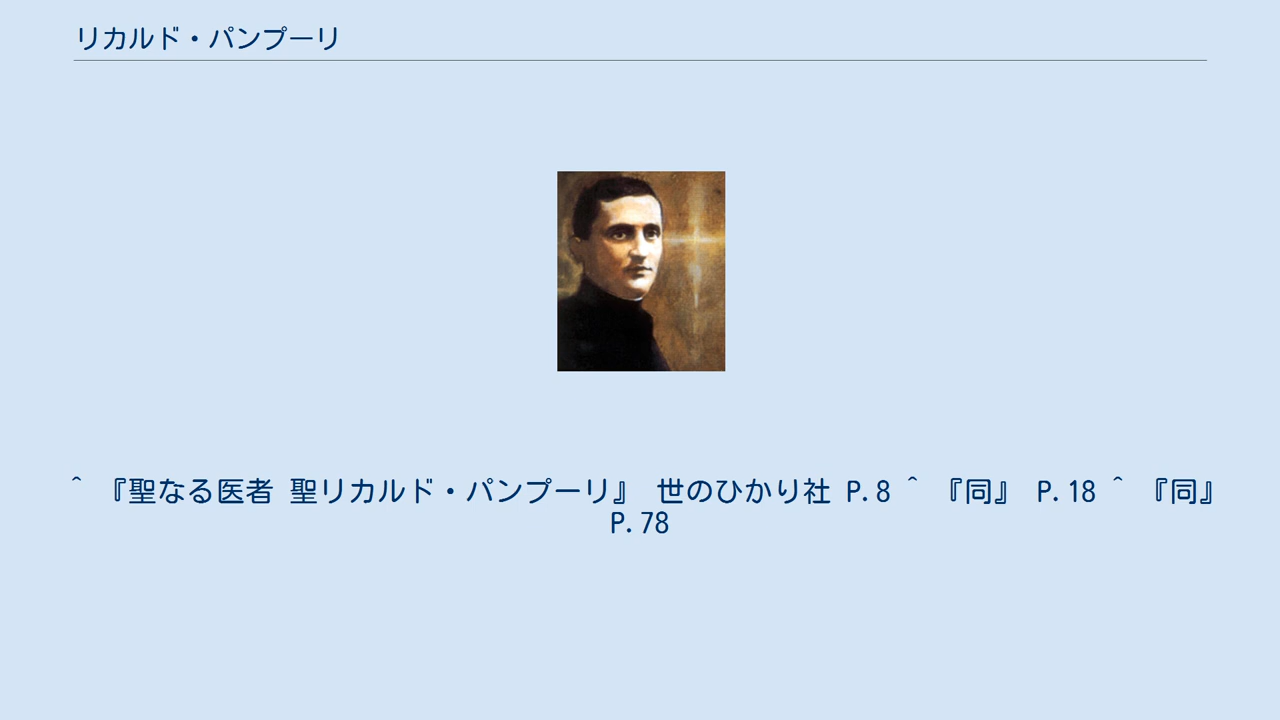 リカルド・パンプーリ
^ 『聖なる医者 聖リカルド・パンプーリ』 世のひかり社 P.8 ^ 『同』 P.18 ^ 『同』
P.78